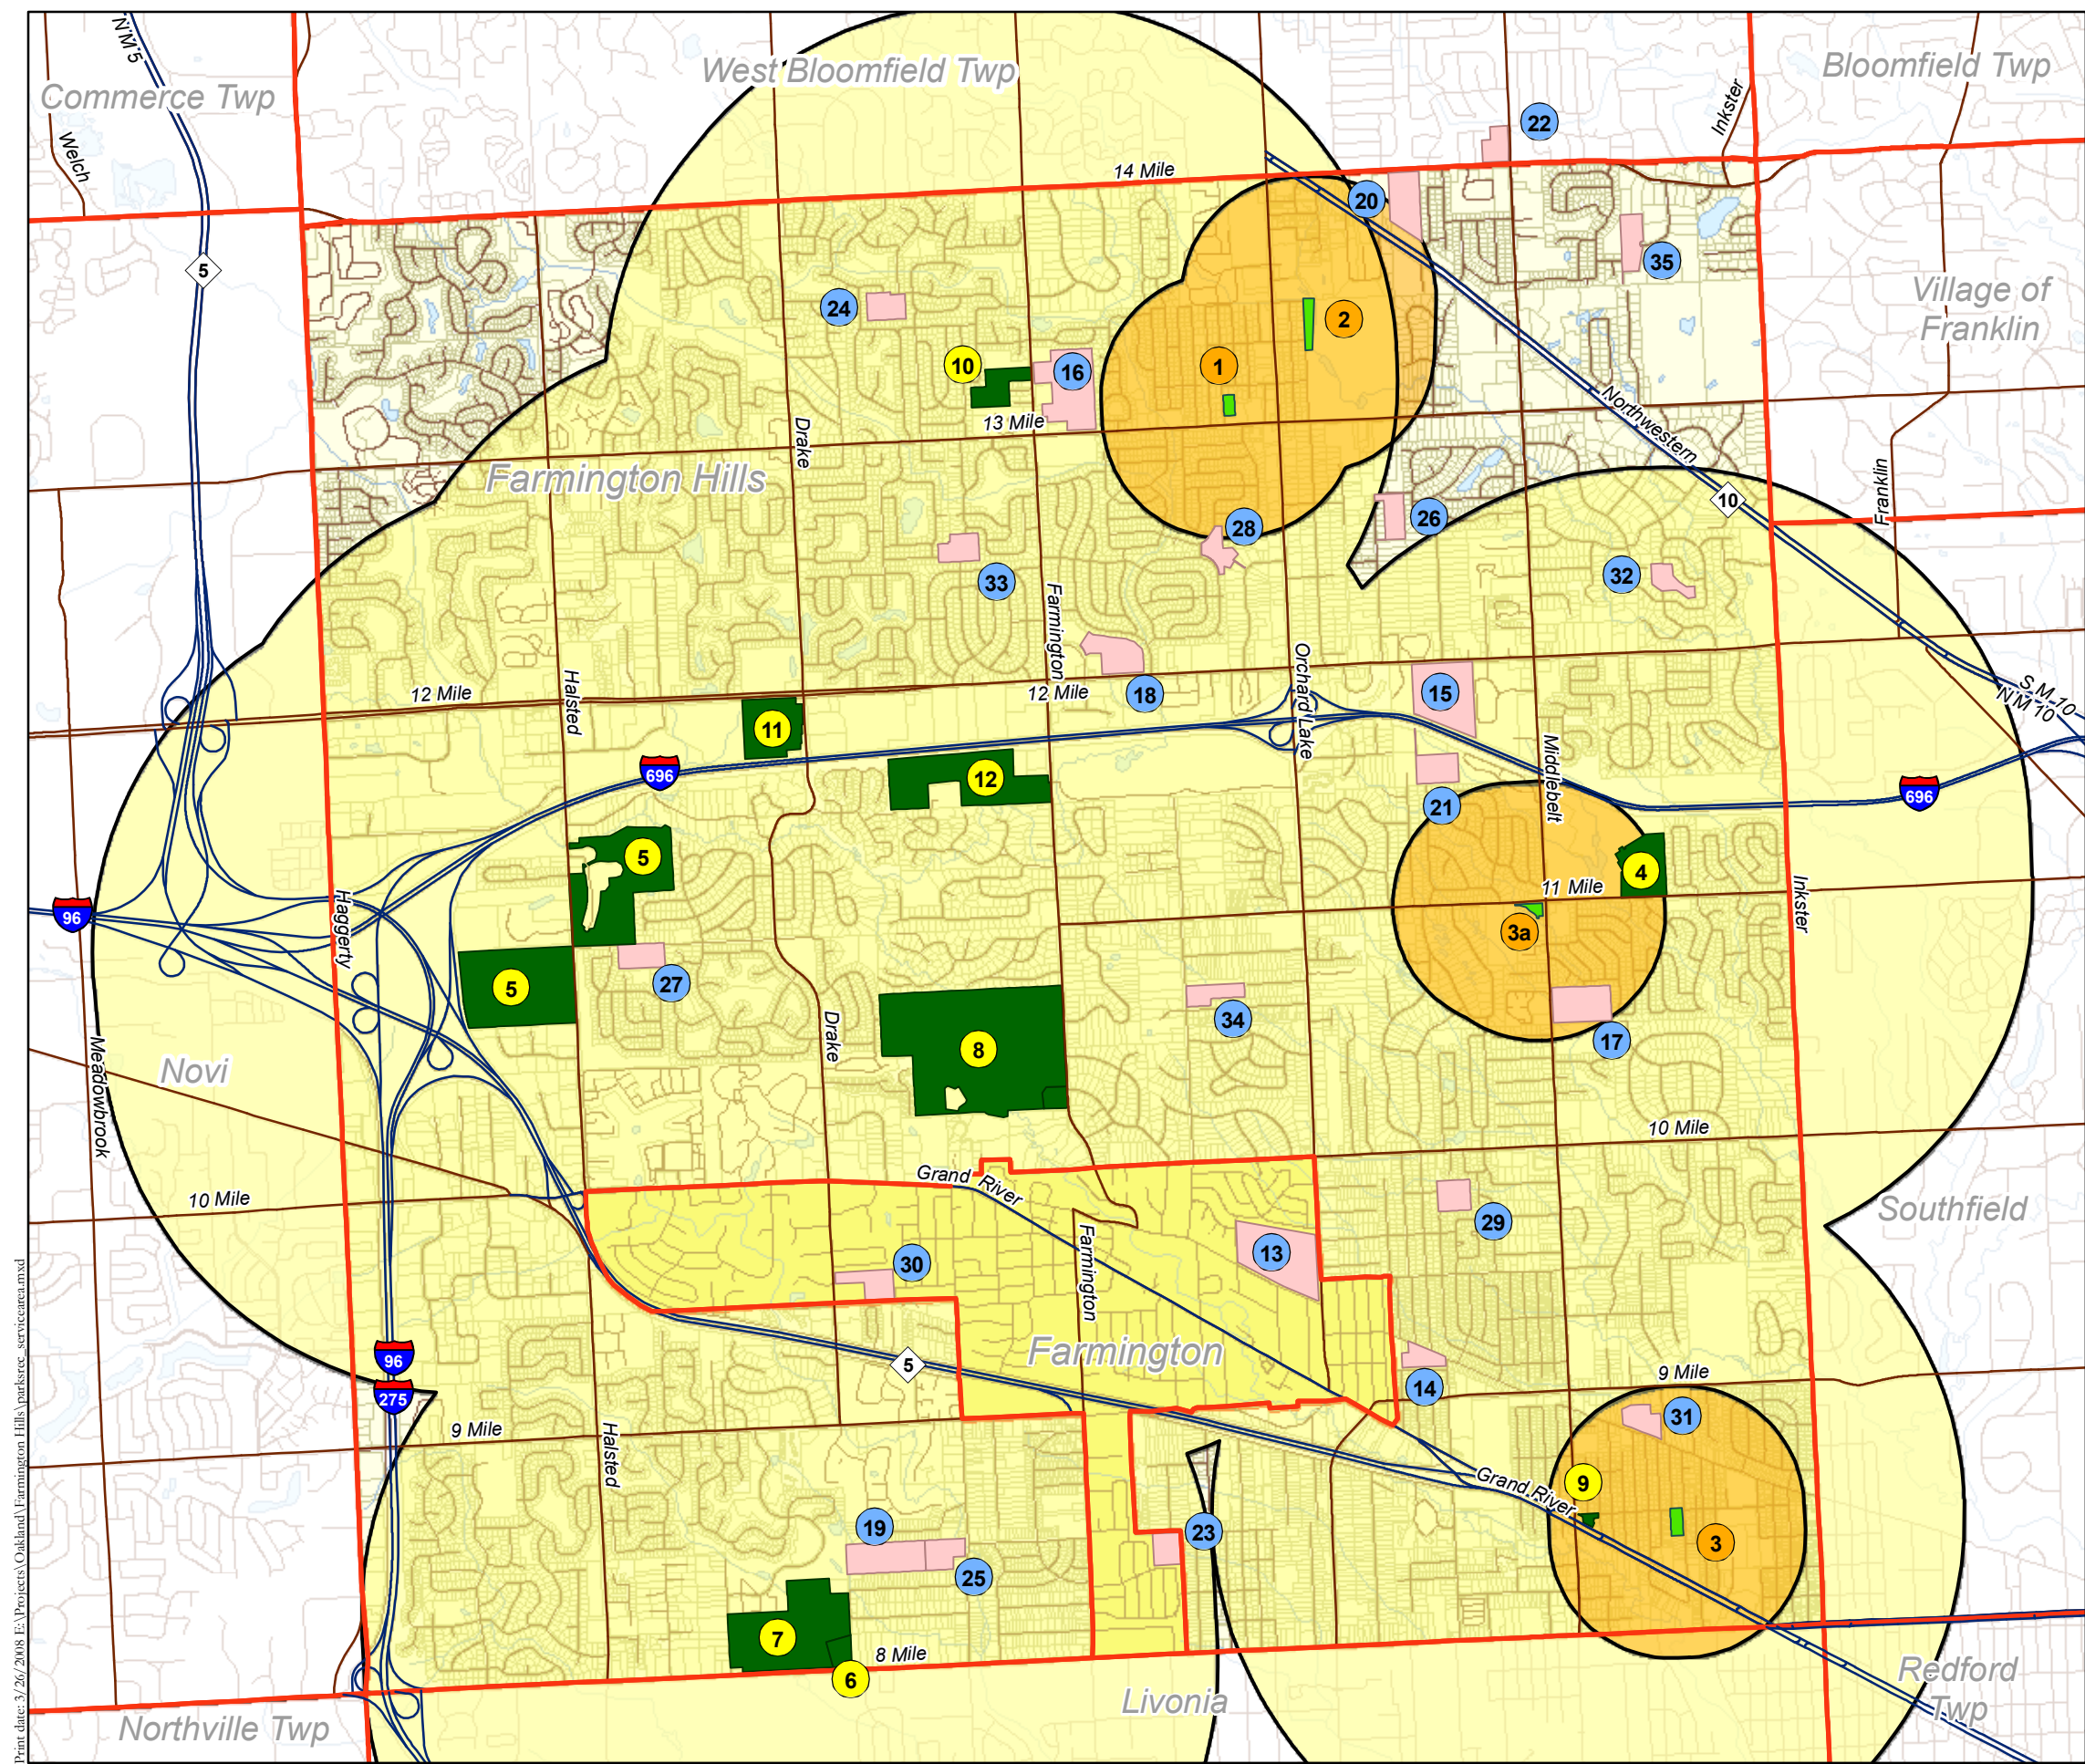 N M 5
West Bloomfield Twp
Bloomfield Twp
Commerce Twp
Inkster
22
Welch
14 Mile
20
5
35
Village of
Franklin
24
2
10
16
1
Drake
13 Mile
Northwestern
Farmington Hills
Franklin
10
28
26
33
32
Farmington
Halsted
12 Mile
12 Mile
18
Orchard Lake
15
S M 10
N M 10
11
696
12
Middlebelt
21
696
5
4
11 Mile
Haggerty
96
Inkster
3a
5
27
Drake
34
8
17
Meadowbrook
Novi
10 Mile
Grand River
10 Mile
Southfield
29
Farmington
13
30
Farmington
96
5
9 Mile
14
275
31
9 Mile
Halsted
Grand River
9
19
23
3
25
7
8 Mile
6
Redford
Twp
Livonia
Northville Twp
Print date: 3/26/2008 E:\Projects\Oakland\Farmington Hills\parksrec_servicearea.mxd